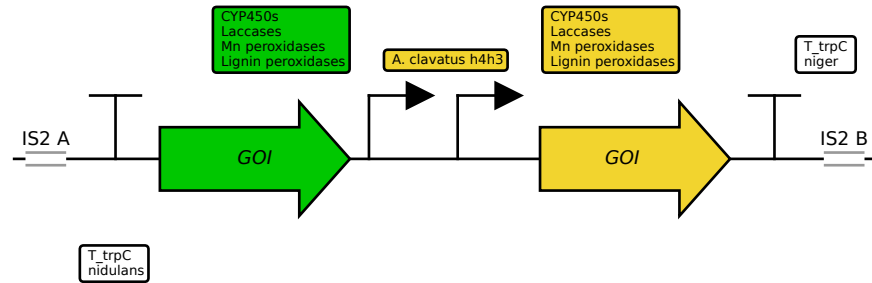 CYP450s
Laccases
Mn peroxidases
Lignin peroxidases
A. clavatus h4h3
CYP450s
Laccases
Mn peroxidases
Lignin peroxidases
T_trpC
niger
IS2 A
GOI
GOI
IS2 B
T_trpC
nidulans